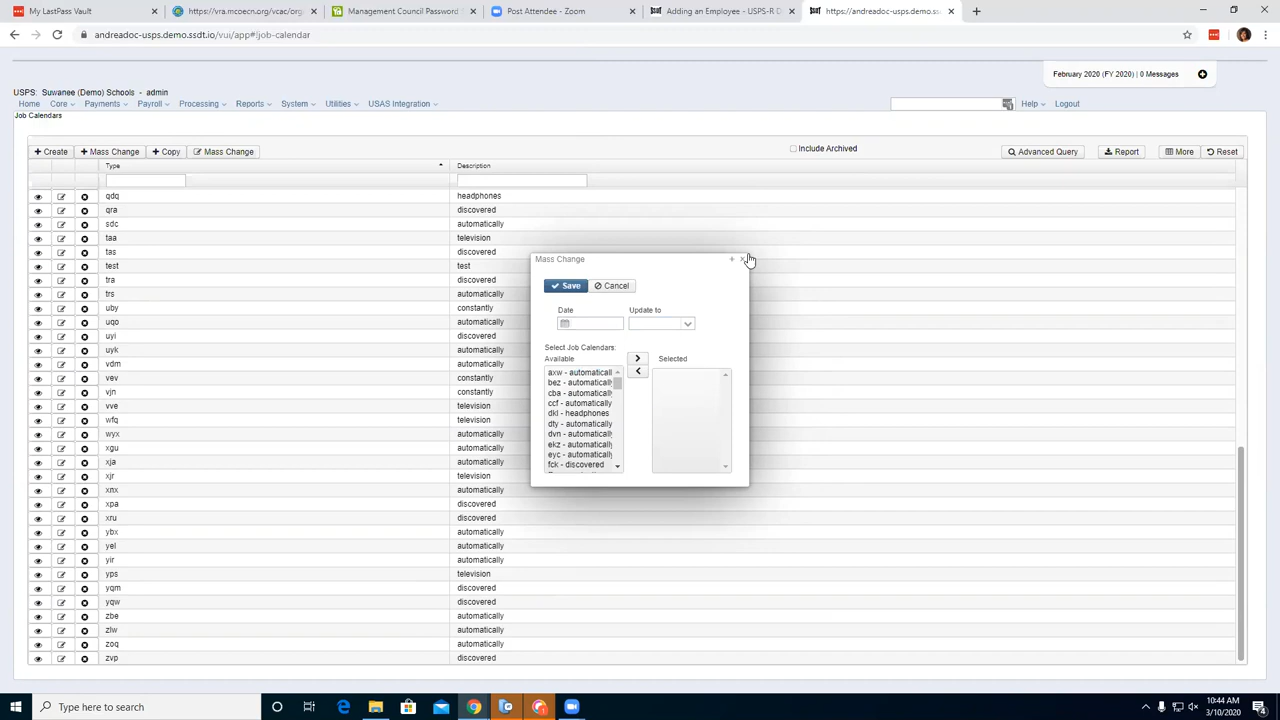 My LastPass Vault
https://vra.mcoecn.org/vcas/org/
Management Council Password
Post Attendee - Zoom
Adding an Employee - USPS-R D
https://andreadoc-usps.demo.ss
andreadoc-usps.demo.ssdt.io/vui/app#!job-calendar
February 2020 (FY 2020) | 0 Messages
USPS: Suwanee (Demo) Schools - admin
Home Core Payments Payroll Processing Reports System Utilities USAS Integration Help Logout
Job Calendars
Create Mass Change Copy Mass Change Include Archived Advanced Query Report More Reset
Type Description
qdq headphones
qra discovered
sdc automatically
taa television
tas discovered
test test
tra discovered
trs automatically
uby constantly
uqo automatically
uyi discovered
uyk automatically
vdm automatically
vev constantly
vjn constantly
vve television
wfq television
wyx automatically
xgu automatically
xja automatically
xjr television
xnx automatically
xpa discovered
xru discovered
ybx automatically
yel automatically
yir automatically
yps television
yqm discovered
yqw discovered
zbe automatically
zlw automatically
zoq automatically
zvp discovered
Mass Change
Save Cancel
Date Update to
Select Job Calendars:
Available Selected
axw - automaticall
bez - automatically
cba - automatically
ccf - automatically
dkl - headphones
dty - automatically
dvn - automatically
ekz - automatically
eyc - automatically
fck - discovered
Type here to search
10:44 AM
3/10/2020
4